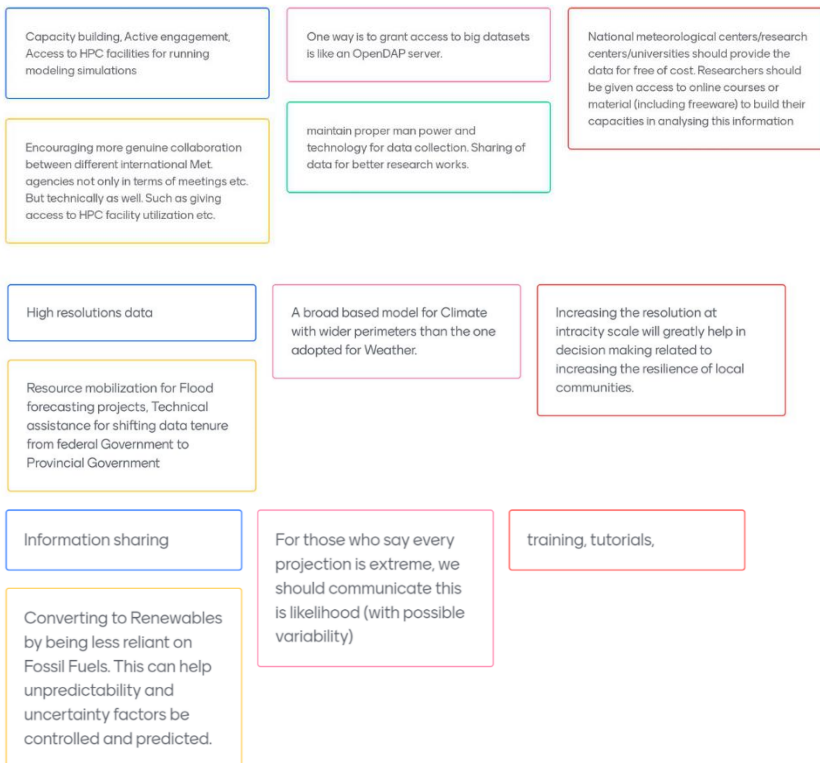 Capacity building, Active engagement,
Access to HPC facilities for running
modeling simulations
One way is to grant access to big datasets
is like an OpenDAP server.
National meteorological centers/research
centers/universities should provide the
data for free of cost. Researchers should
be given access to online courses or
material (including freeware) to build their
capacities in analysing this information
Encouraging more genuine collaboration
between different international Met.
agencies not only in terms of meetings etc.
But technically as well. Such as giving
access to HPC facility utilization etc.
maintain proper man power and
technology for data collection. Sharing of
data for better research works.
High resolutions data
A broad based model for Climate
with wider perimeters than the one
adopted for Weather.
Increasing the resolution at
intracity scale will greatly help in
decision making related to
increasing the resilience of local
communities.
Resource mobilization for Flood
forecasting projects, Technical
assistance for shifting data tenure
from federal Government to
Provincial Government
Information sharing
For those who say every
projection is extreme, we
should communicate this
is likelihood (with possible
variability)
training, tutorials,
Converting to Renewables
by being less reliant on
Fossil Fuels. This can help
unpredictability and
uncertainty factors be
controlled and predicted.